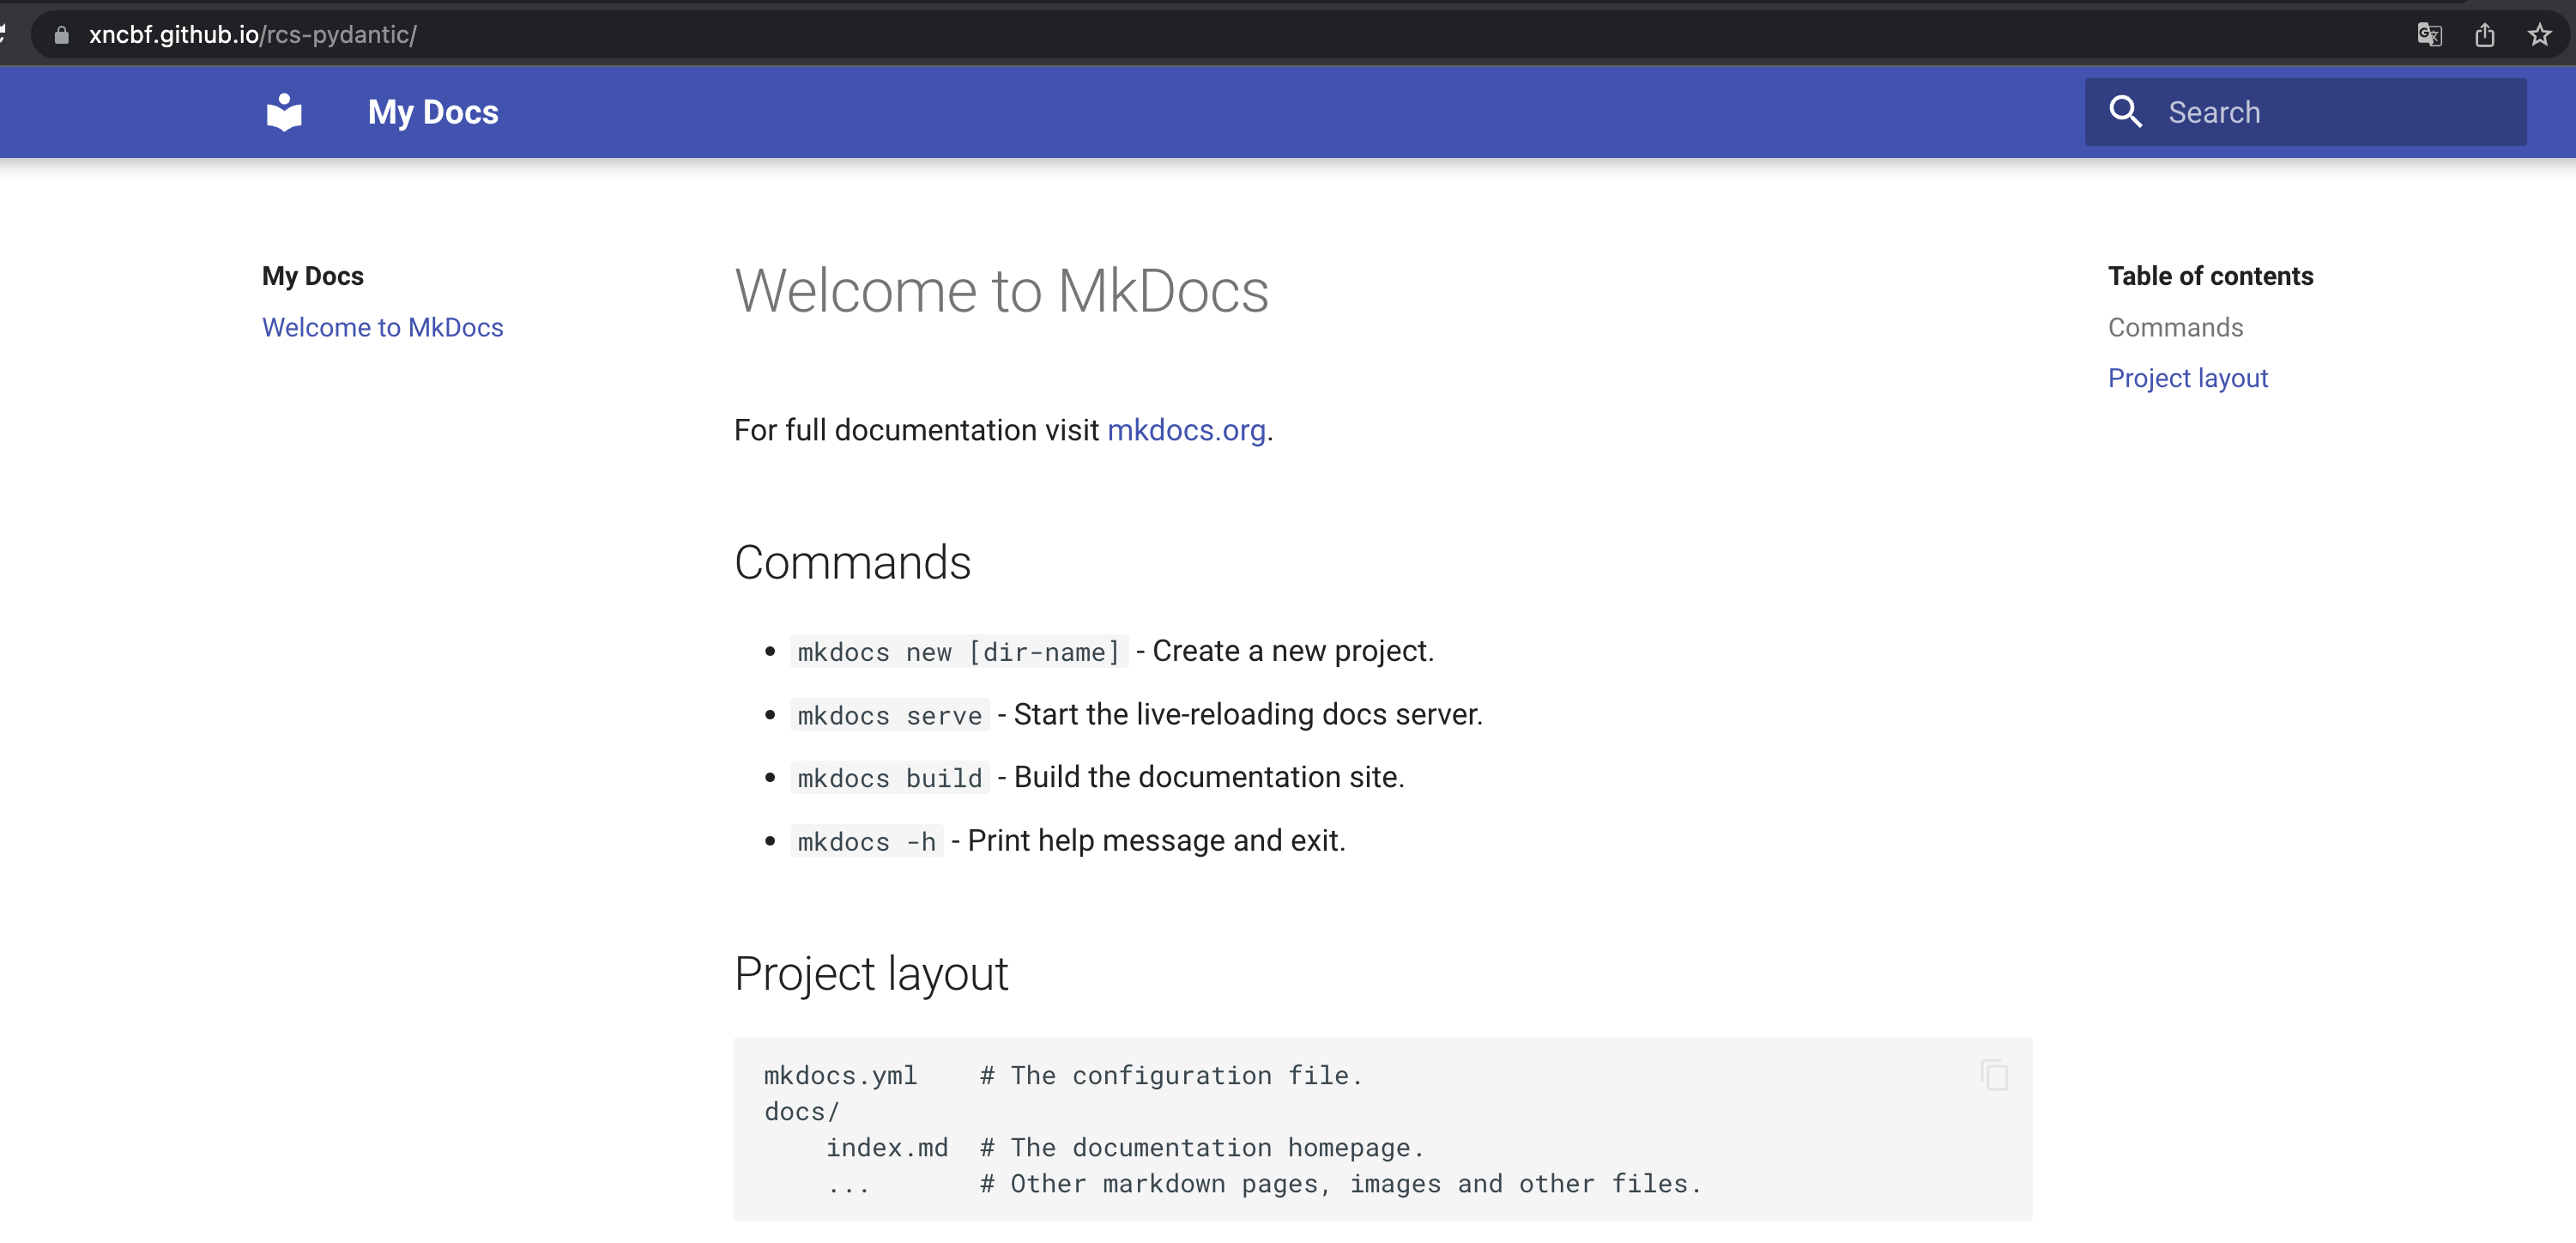 xncbf.github.io/rcs-pydantic/
My Docs
Search
My Docs
Welcome to MkDocs
Welcome to MkDocs
For full documentation visit mkdocs.org.
Commands
mkdocs new [dir-name] - Create a new project.
mkdocs serve - Start the live-reloading docs server.
mkdocs build - Build the documentation site.
mkdocs -h - Print help message and exit.
Project layout
mkdocs.yml    # The configuration file.
docs/
    index.md  # The documentation homepage.
    ...       # Other markdown pages, images and other files.
Table of contents
Commands
Project layout